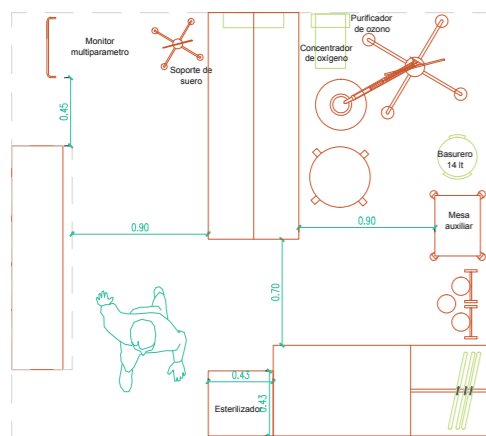 Purificador
de ozono
Monitor
multiparametro
Concentrador
de oxígeno
Soporte de
suero
0.45
Basurero
14 lt
Mesa
auxiliar
0.90
0.90
0.70
0.43
Esterilizador
0.43